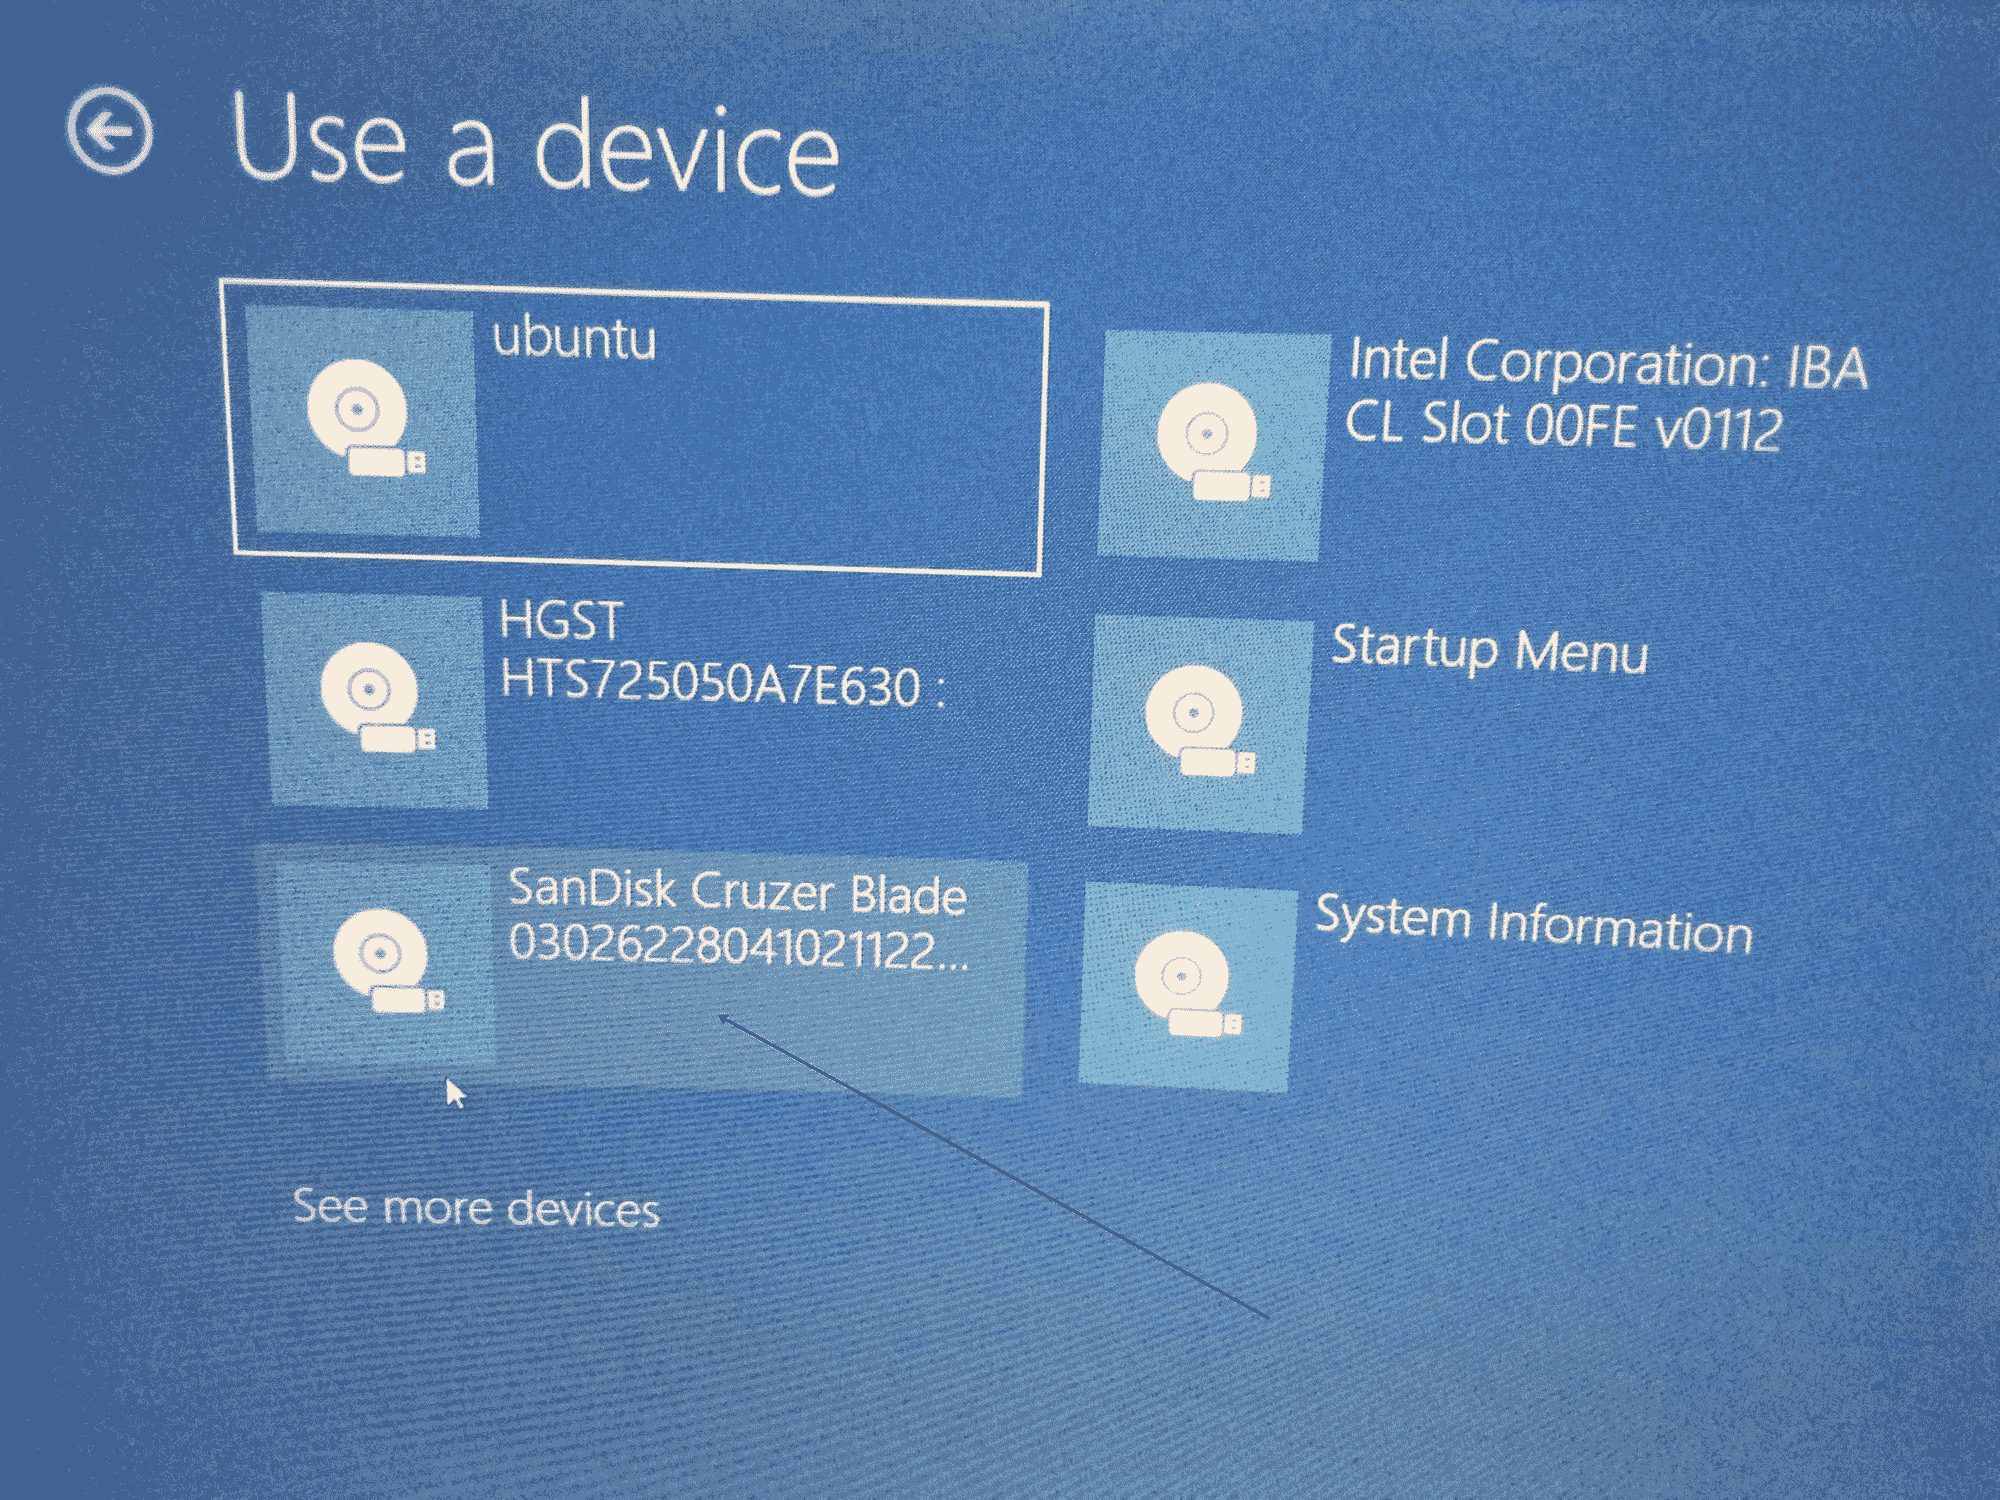 Use a device
ubuntu
Intel Corporation: IBA
CL Slot 00FE v0112
HGST
HTS725050A7E630 :
Startup Menu
SanDisk Cruzer Blade
03026228041021122...
System Information
See more devices